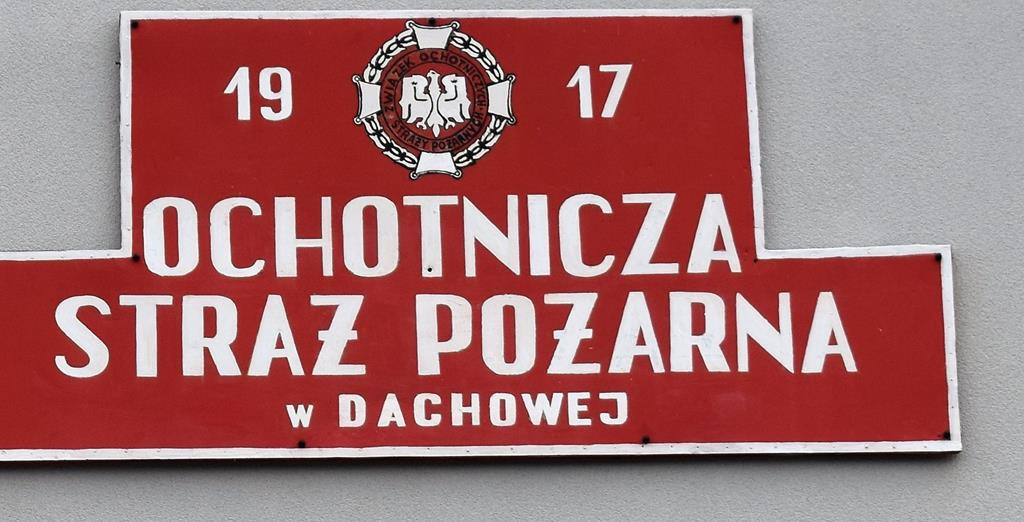 19 17
ZWIĄZEK OCHOTNICZYCH
STRAŻY POŻARNYCH
OCHOTNICZA
STRAŻ POŻARNA
w DACHOWEJ